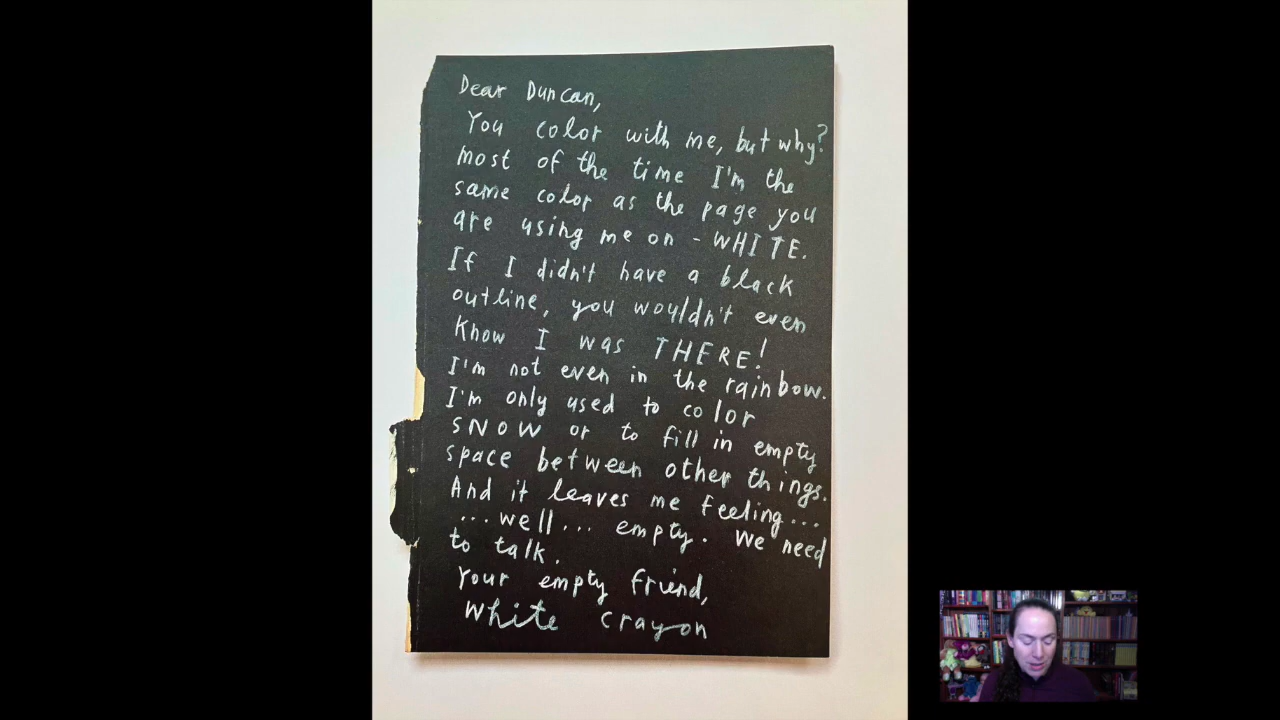 Dear Duncan,
You color with me, but why?
most of the time I'm the
same color as the page you
are using me on - WHITE.
If I didn't have a black
outline, you wouldn't even
know I was THERE!
I'm not even in the rainbow.
I'm only used to color
SNOW or to fill in empty
space between other things.
And it leaves me feeling...
...well... empty. We need
to talk.
Your empty friend,
White crayon